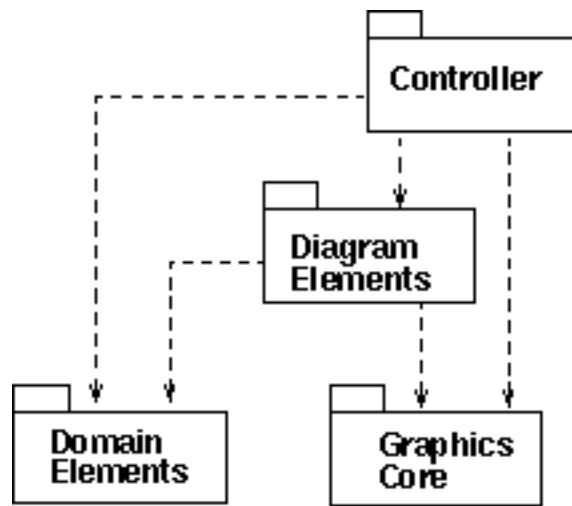 Controller
Diagram
Elements
Domain
Elements
Graphics
Core